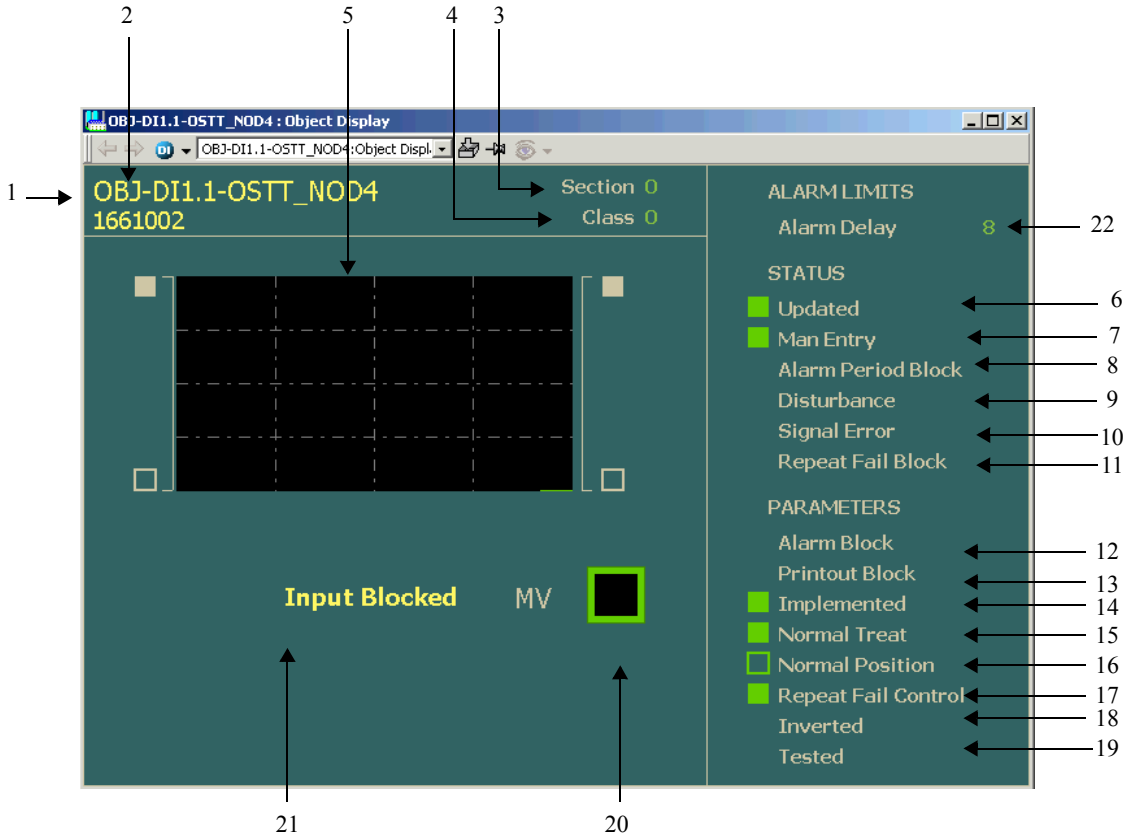 2 5 4 3
OBJ-DI1.1-OSTT_NOD4 : Object Display
DI OBJ-DI1.1-OSTT_NOD4:Object Displ
1
OBJ-DI1.1-OSTT_NOD4
1661002
Section 0
Class 0
ALARM LIMITS
Alarm Delay 8 22
STATUS
Updated 6
Man Entry 7
Alarm Period Block 8
Disturbance 9
Signal Error 10
Repeat Fail Block 11
PARAMETERS
Alarm Block 12
Printout Block 13
Implemented 14
Normal Treat 15
Normal Position 16
Repeat Fail Control 17
Inverted 18
Tested 19
Input Blocked MV
21 20